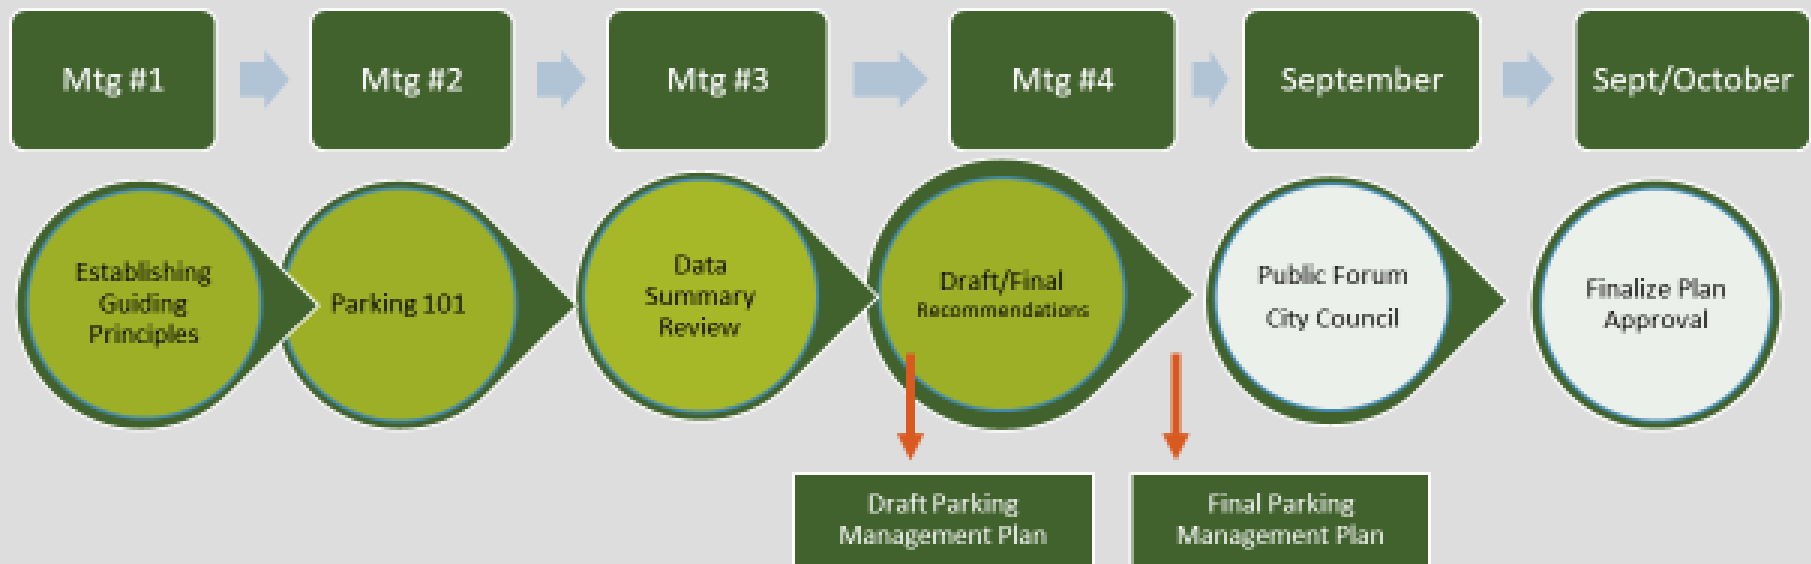 Mtg #1
Mtg #2
Mtg #3
Mtg #4
September
Sept/October
Establishing
Guiding
Principles
Parking 101
Data
Summary
Review
Draft/Final
Recommendations
Public Forum
City Council
Finalize Plan
Approval
Draft Parking
Management Plan
Final Parking
Management Plan